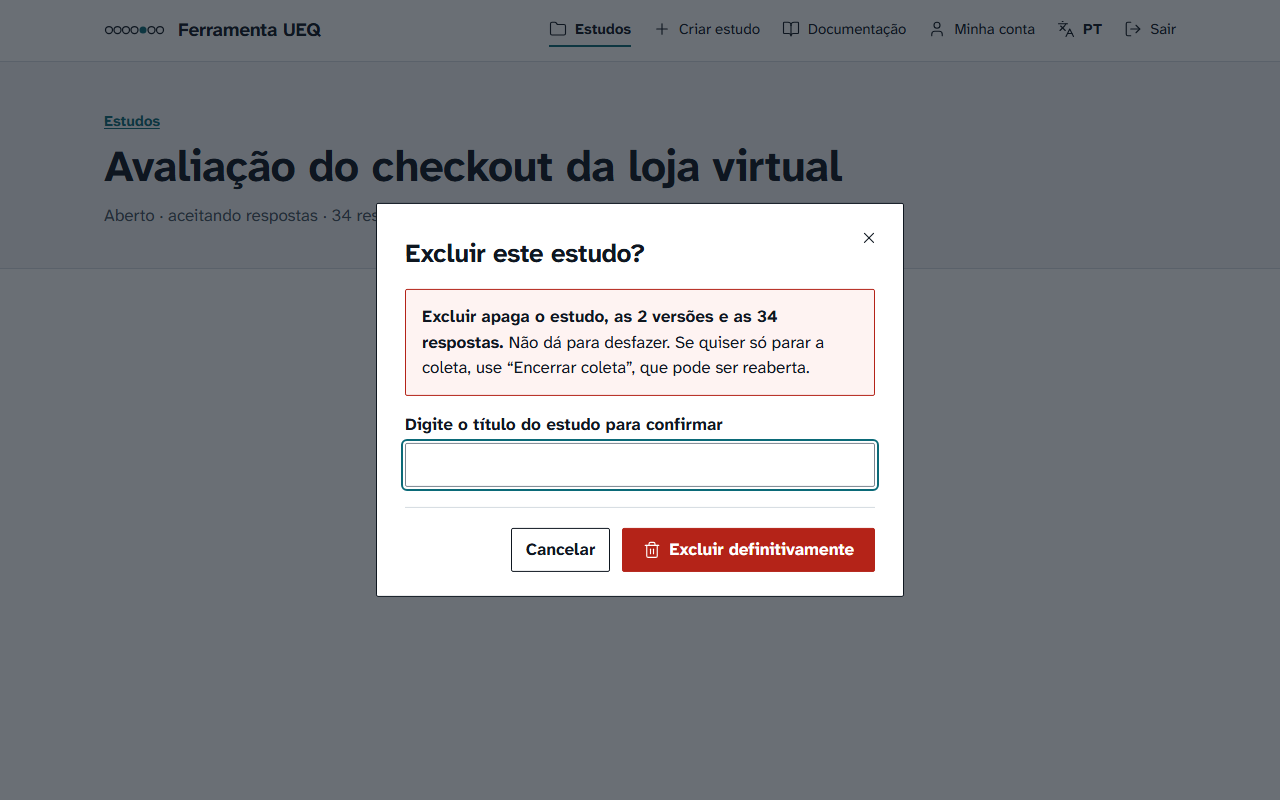 Ferramenta UEQ
Estudos
Criar estudo
Documentação
Minha conta
PT
Sair
Estudos
Avaliação do checkout da loja virtual
Aberto · aceitando respostas · 34
Excluir este estudo?
Excluir apaga o estudo, as 2 versões e as 34
respostas. Não dá para desfazer. Se quiser só parar a
coleta, use “Encerrar coleta”, que pode ser reaberta.
Digite o título do estudo para confirmar
Cancelar
Excluir definitivamente